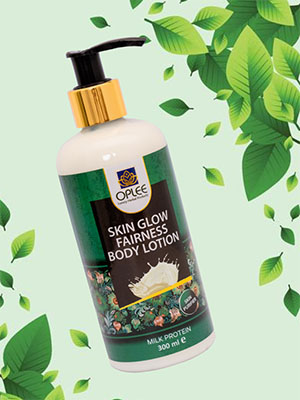 OPLEE
SKIN GLOW
FAIRNESS
BODY LOTION
MILK PROTEIN
300 ml e